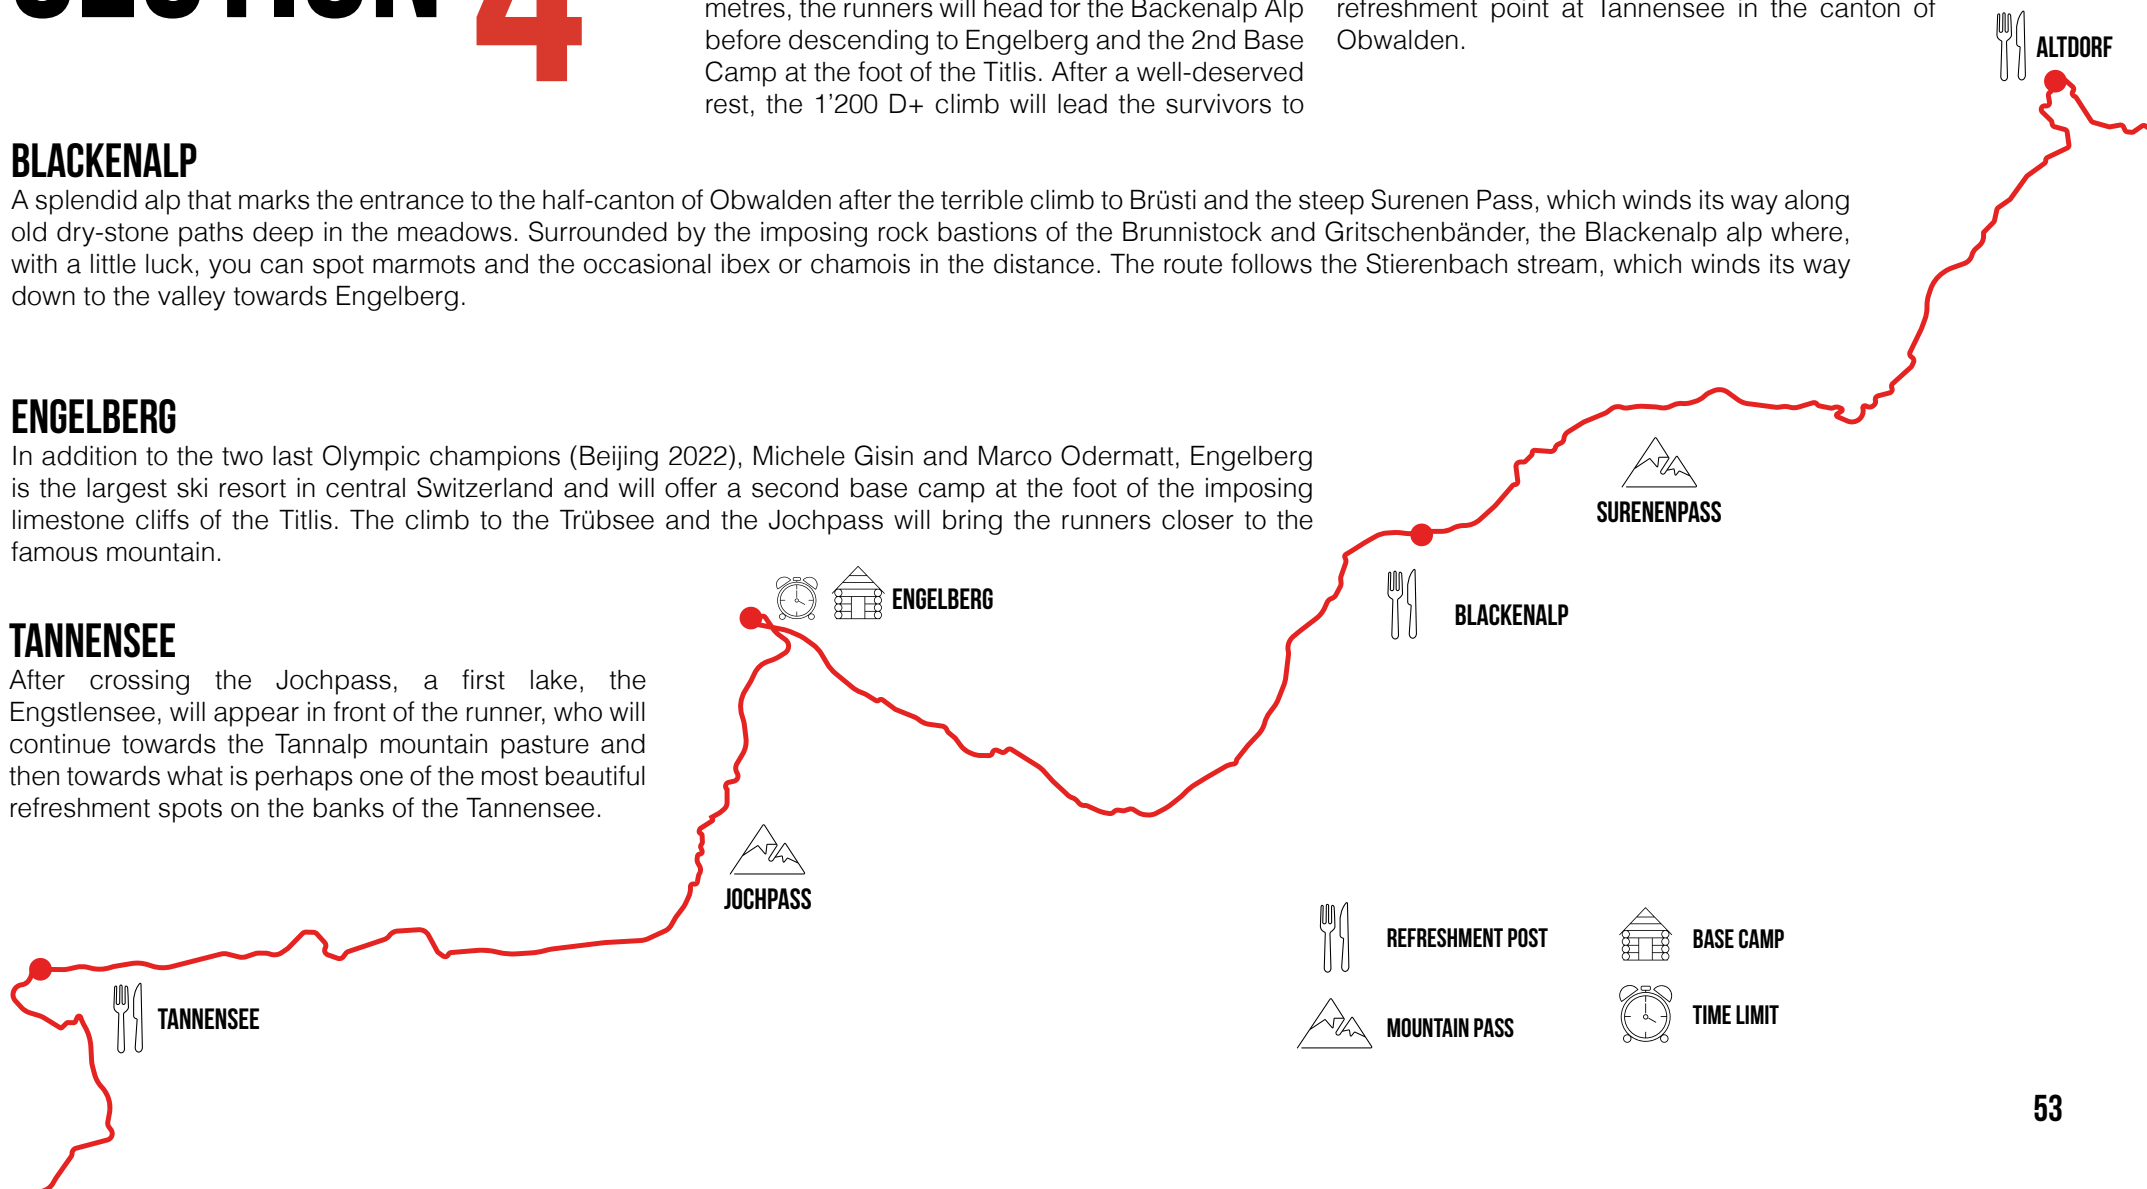 SECTION 4
metres, the runners will head for the Backenalp Alp
before descending to Engelberg and the 2nd Base
Camp at the foot of the Titlis. After a well-deserved
rest, the 1’200 D+ climb will lead the survivors to
refreshment point at Tannensee in the canton of
Obwalden.
ALTDORF
BLACKENALP
A splendid alp that marks the entrance to the half-canton of Obwalden after the terrible climb to Brüsti and the steep Surenen Pass, which winds its way along
old dry-stone paths deep in the meadows. Surrounded by the imposing rock bastions of the Brunnistock and Gritschenbänder, the Blackenalp alp where,
with a little luck, you can spot marmots and the occasional ibex or chamois in the distance. The route follows the Stierenbach stream, which winds its way
down to the valley towards Engelberg.
ENGELBERG
In addition to the two last Olympic champions (Beijing 2022), Michele Gisin and Marco Odermatt, Engelberg
is the largest ski resort in central Switzerland and will offer a second base camp at the foot of the imposing
limestone cliffs of the Titlis. The climb to the Trübsee and the Jochpass will bring the runners closer to the
famous mountain.
SURENENPASS
ENGELBERG
BLACKENALP
TANNENSEE
After crossing the Jochpass, a first lake, the
Engstlensee, will appear in front of the runner, who will
continue towards the Tannalp mountain pasture and
then towards what is perhaps one of the most beautiful
refreshment spots on the banks of the Tannensee.
JOCHPASS
TANNENSEE
REFRESHMENT POST
BASE CAMP
MOUNTAIN PASS
TIME LIMIT
53